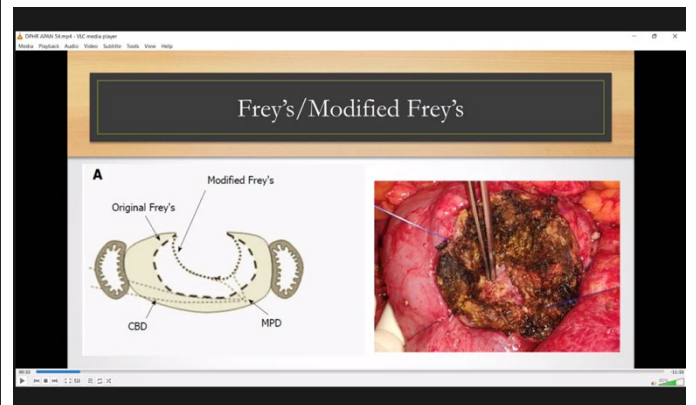 DPHR APAN 54.mp4 - VLC media player
Media Playback Audio Video Subtitle Tools View Help
Frey's/Modified Frey's
A
Modified Frey's
Original Frey's
CBD
MPD